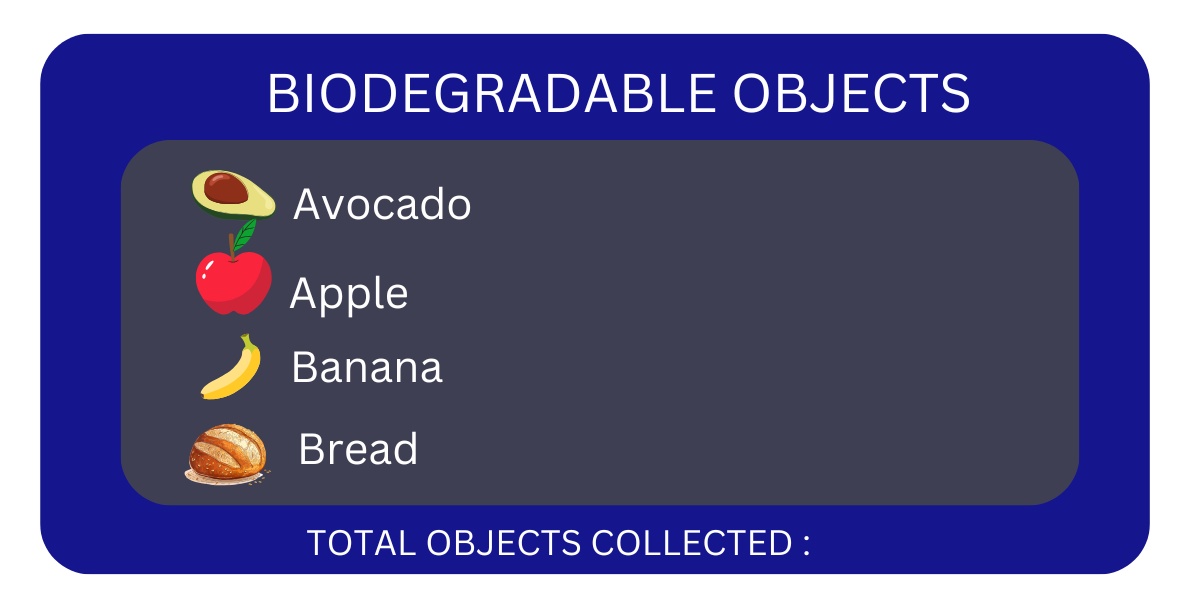 BIODEGRADABLE OBJECTS
Avocado
Apple
Banana
Bread
TOTAL OBJECTS COLLECTED :